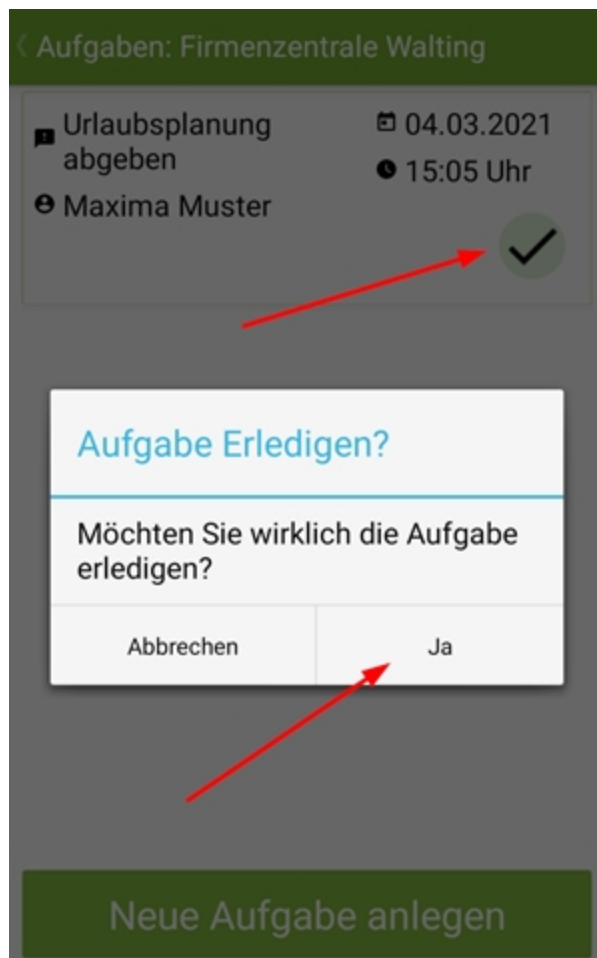 Aufgaben: Firmenzentrale Walting
Urlaubsplanung
abgeben
04.03.2021
15:05 Uhr
Maxima Muster
Aufgabe Erledigen?
Möchten Sie wirklich die Aufgabe
erledigen?
Abbrechen
Ja
Neue Aufgabe anlegen